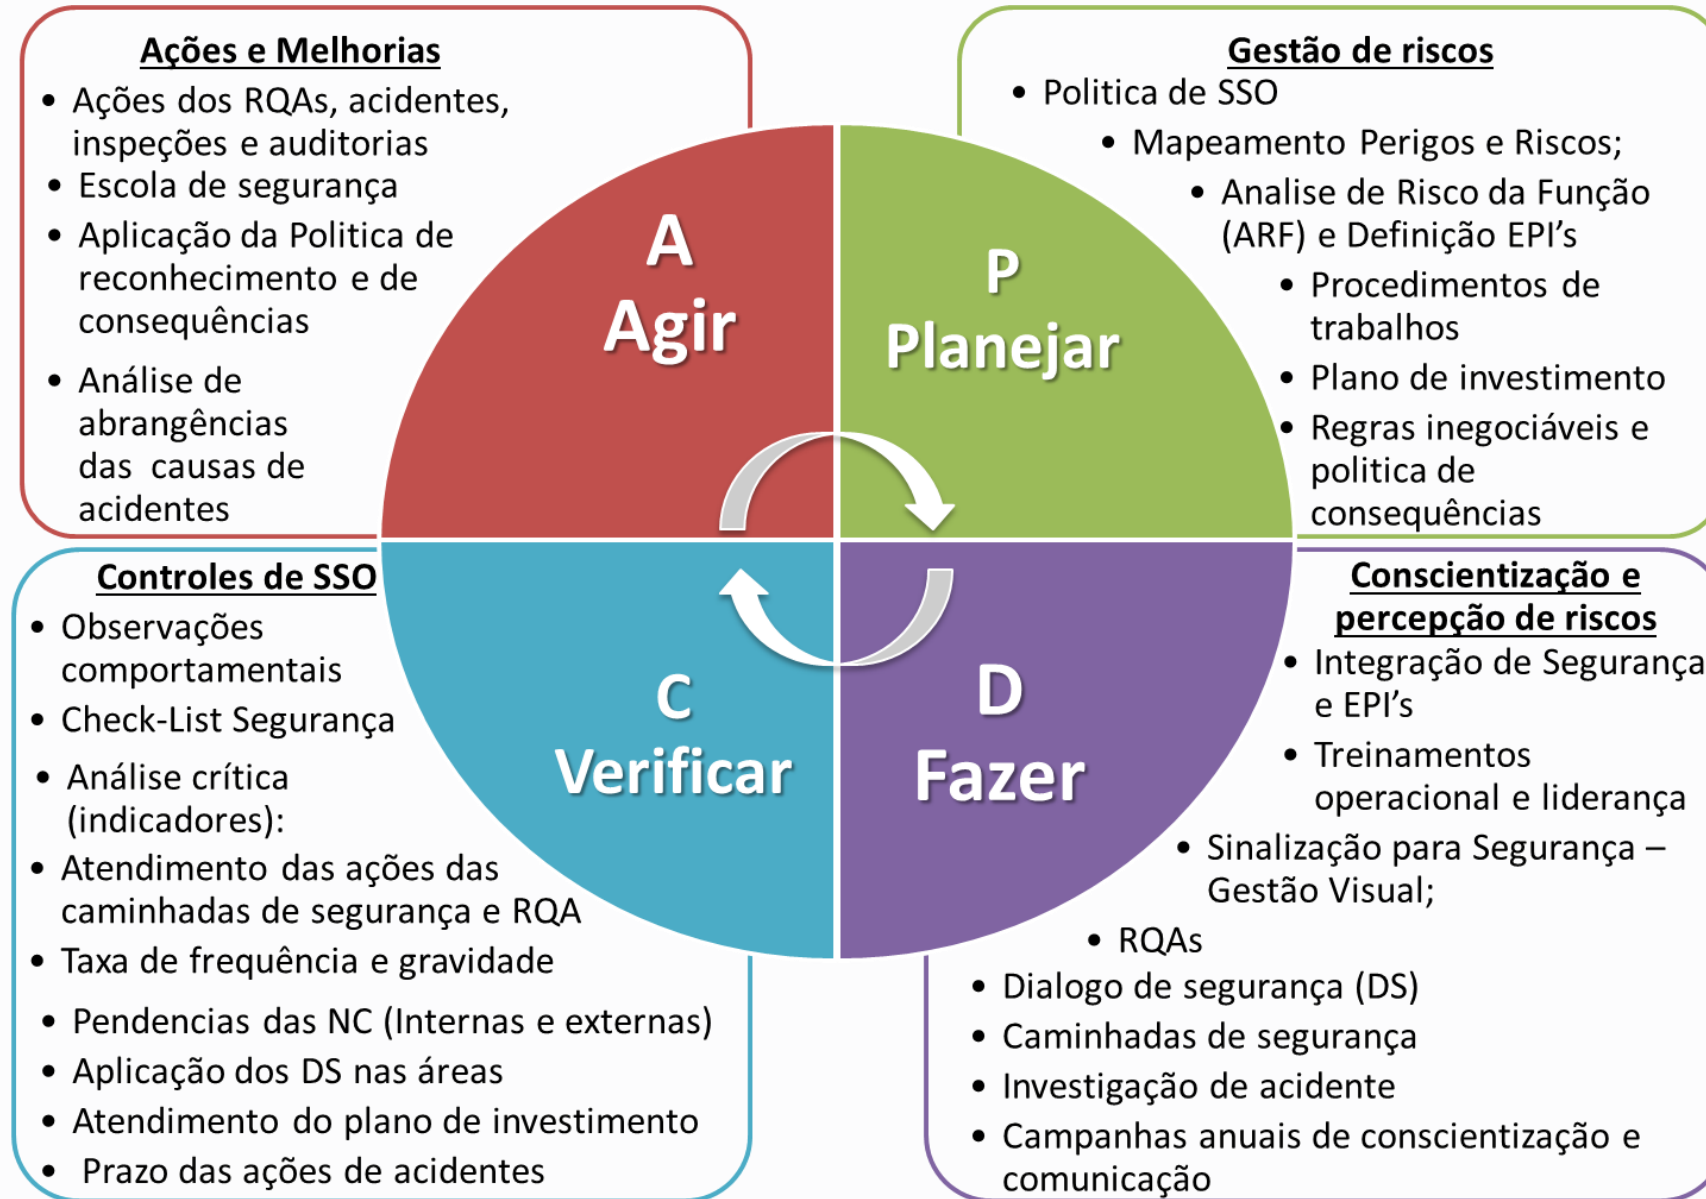 Ações e Melhorias
• Ações dos RQAs, acidentes,
inspeções e auditorias
• Escola de segurança
• Aplicação da Politica de
reconhecimento e de
consequências
• Análise de
abrangências
das causas de
acidentes
A
Agir
Gestão de riscos
• Politica de SSO
• Mapeamento Perigos e Riscos;
• Analise de Risco da Função
(ARF) e Definição EPI’s
• Procedimentos de
trabalhos
• Plano de investimento
• Regras inegociáveis e
politica de
consequências
P
Planejar
Controles de SSO
• Observações
comportamentais
• Check-List Segurança
• Análise crítica
(indicadores):
• Atendimento das ações das
caminhadas de segurança e RQA
• Taxa de frequência e gravidade
• Pendencias das NC (Internas e externas)
• Aplicação dos DS nas áreas
• Atendimento do plano de investimento
• Prazo das ações de acidentes
C
Verificar
D
Fazer
Conscientização e
percepção de riscos
• Integração de Segurança
e EPI’s
• Treinamentos
operacional e liderança
• Sinalização para Segurança –
Gestão Visual;
• RQAs
• Dialogo de segurança (DS)
• Caminhadas de segurança
• Investigação de acidente
• Campanhas anuais de conscientização e
comunicação